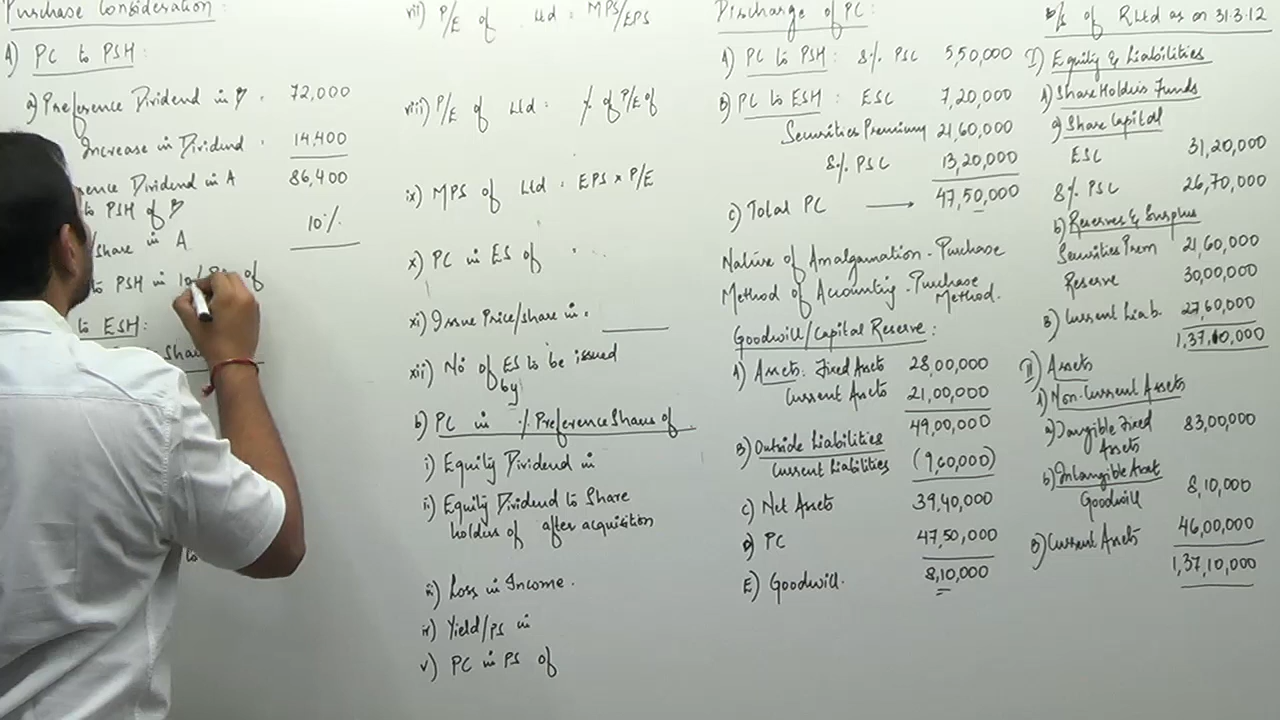 Purchase Consideration:
A) PC to PSH:
a) Preference Dividend in B : 72,000
Increase in Dividend : 14,400
ence Dividend in A 86,400
to PSH of B
/share in A 10%
to PSH in 10% of
to ESH:
Shar
to
vii) P/E of Ltd = MPS/EPS
viii) P/E of Ltd = % of P/E of
ix) MPS of Ltd = EPS x P/E
x) PC in ES of =
xi) Issue Price/share in =
xii) No of ES to be issued
by
b) PC in % Preference Shares of
i) Equity Dividend in
ii) Equity Dividend to Share
holders of after acquisition
iii) Loss in Income.
iv) Yield/PS in
v) PC in PS of
Discharge of PC:
A) PC to PSH: 8% PSC 5,50,000
B) PC to ESH: ESC 7,20,000
Securities Premium 21,60,000
8% PSC 13,20,000
C) Total PC → 47,50,000
Nature of Amalgamation - Purchase
Method of Accounting - Purchase
Method.
Goodwill/Capital Reserve:
A) Assets: Fixed Assets 28,00,000
Current Assets 21,00,000
49,00,000
B) Outside Liabilities
Current Liabilities (9,60,000)
C) Net Assets 39,40,000
D) PC 47,50,000
E) Goodwill. 8,10,000
B/S of R Ltd as on 31.3.12
I) Equity & Liabilities
A) Share Holders Funds
a) Share Capital
ESC 31,20,000
8% PSC 26,70,000
b) Reserves & Surplus
Securities Prem 21,60,000
Reserve 30,00,000
B) Current Liab. 27,60,000
1,37,10,000
II) Assets
A) Non-Current Assets
a) Tangible Fixed
Assets 83,00,000
b) Intangible Asset
Goodwill 8,10,000
B) Current Assets 46,00,000
1,37,10,000